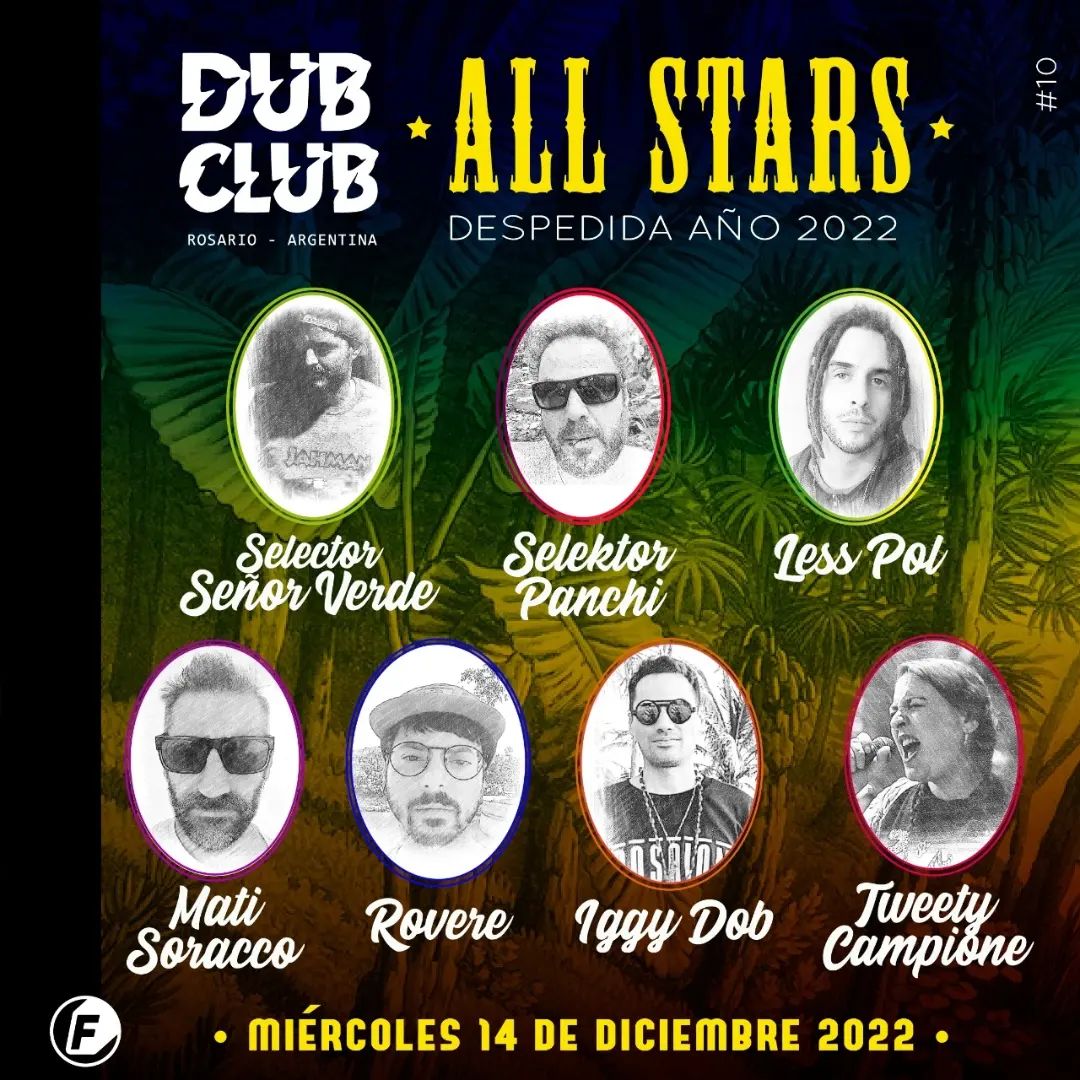 DUB
CLUB
ROSARIO - ARGENTINA
ALL STARS
DESPEDIDA AÑO 2022
#10
JAHMAN
Selector
Señor Verde
Selektor
Panchi
Less Pol
Mati
Soracco
Rovere
Iggy Dob
Tweety
Campione
F
• MIÉRCOLES 14 DE DICIEMBRE 2022 •